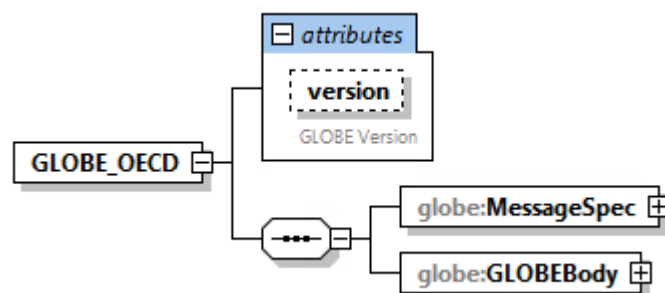 attributes
version
GLOBE Version
GLOBE_OECD
globe:MessageSpec
globe:GLOBEBody